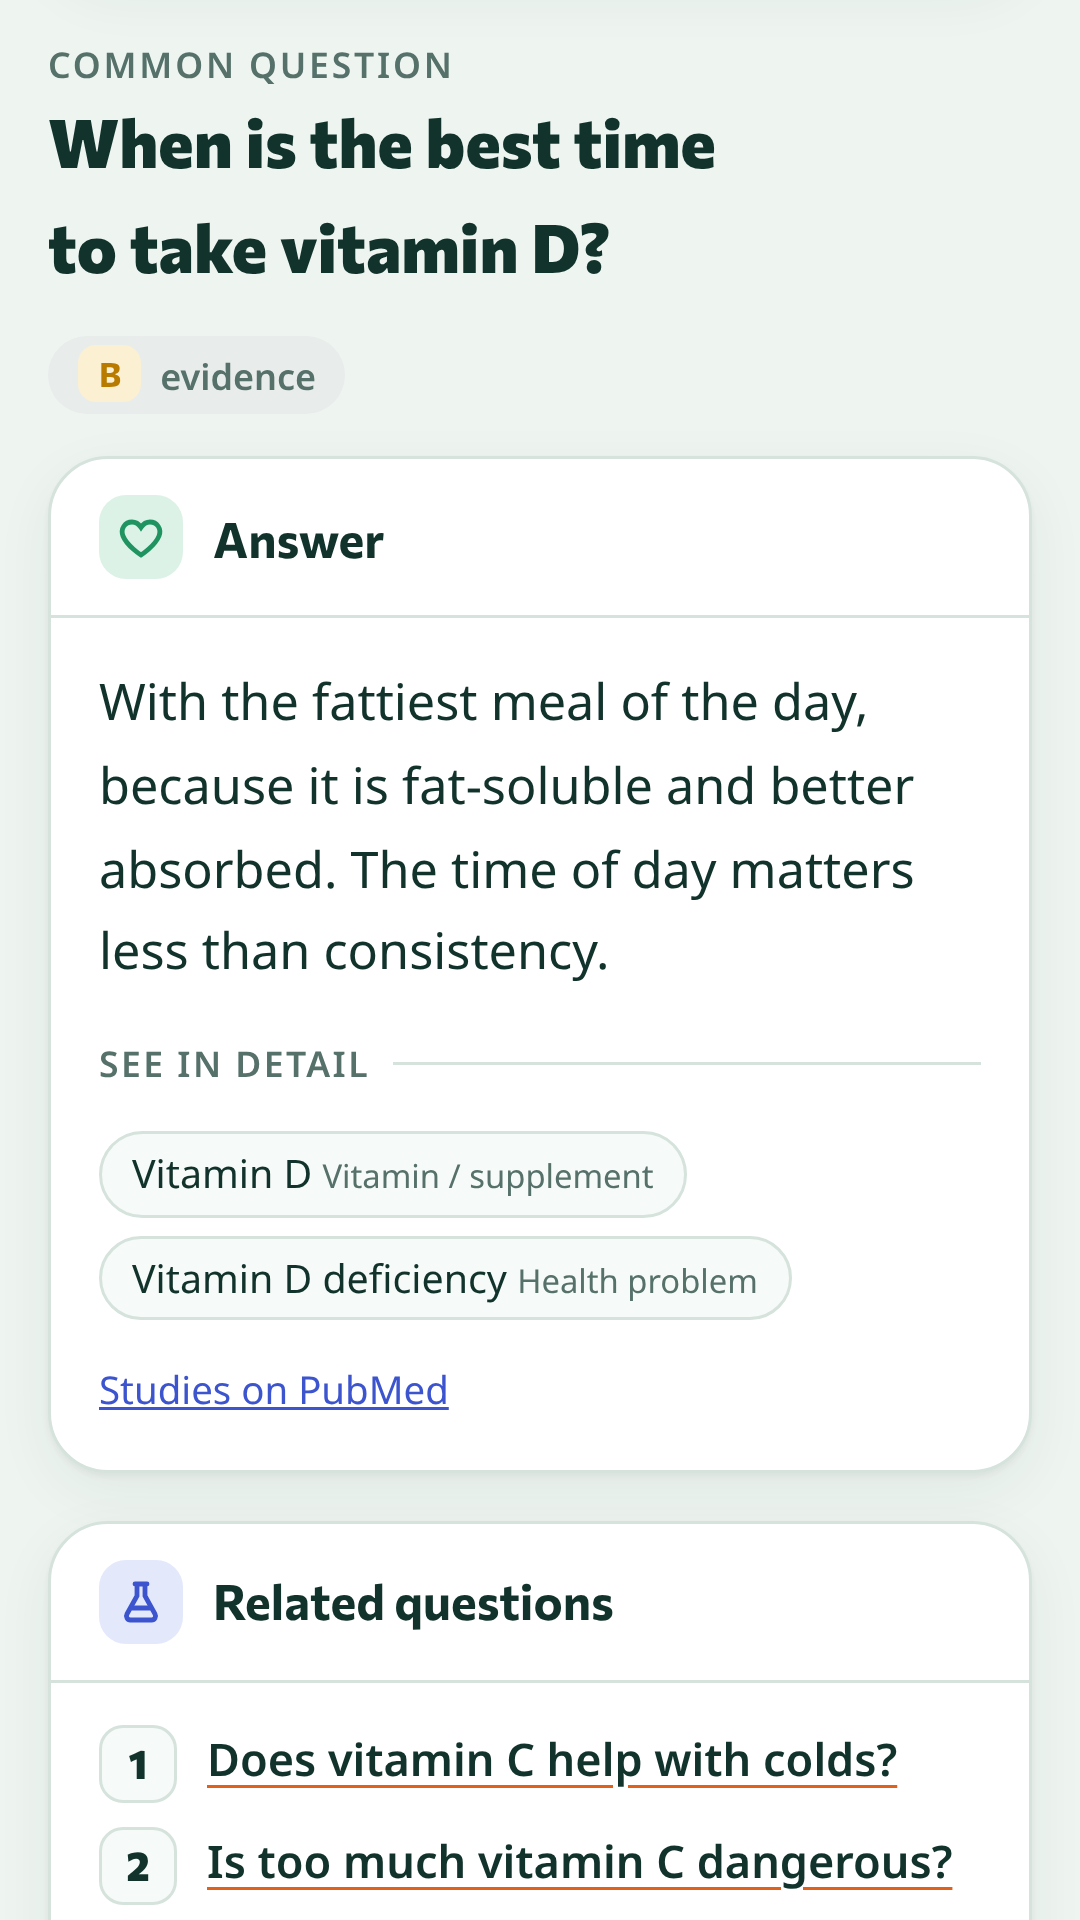 COMMON QUESTION
When is the best time
to take vitamin D?
B evidence
Answer
With the fattiest meal of the day,
because it is fat-soluble and better
absorbed. The time of day matters
less than consistency.
SEE IN DETAIL
Vitamin D Vitamin / supplement
Vitamin D deficiency Health problem
Studies on PubMed
Related questions
1 Does vitamin C help with colds?
2 Is too much vitamin C dangerous?